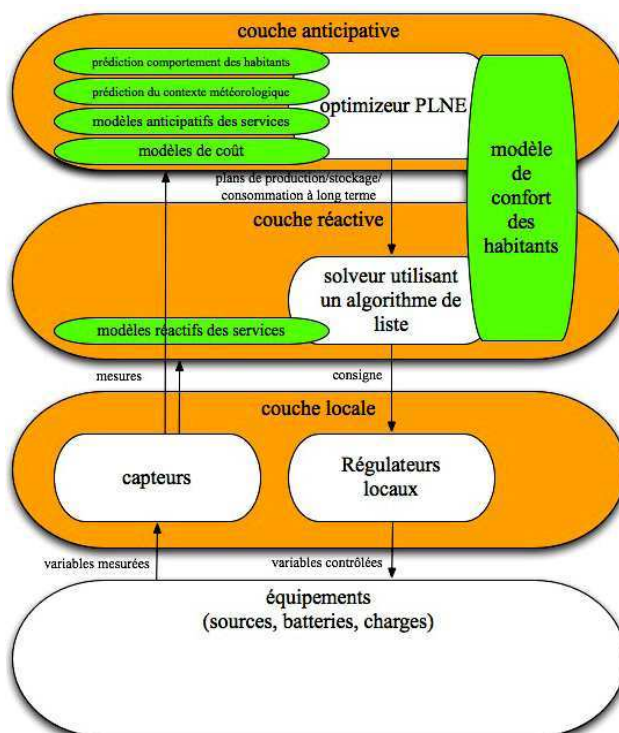 couche anticipative
prédiction comportement des habitants
prédiction du contexte météorologique
modèles anticipatifs des services
modèles de coût
optimizeur PLNE
modèle
de
confort
des
habitants
plans de production/stockage/
consommation à long terme
couche réactive
solveur utilisant
un algorithme de
liste
modèles réactifs des services
mesures
consigne
couche locale
capteurs
Régulateurs
locaux
variables mesurées
variables contrôlées
équipements
(sources, batteries, charges)